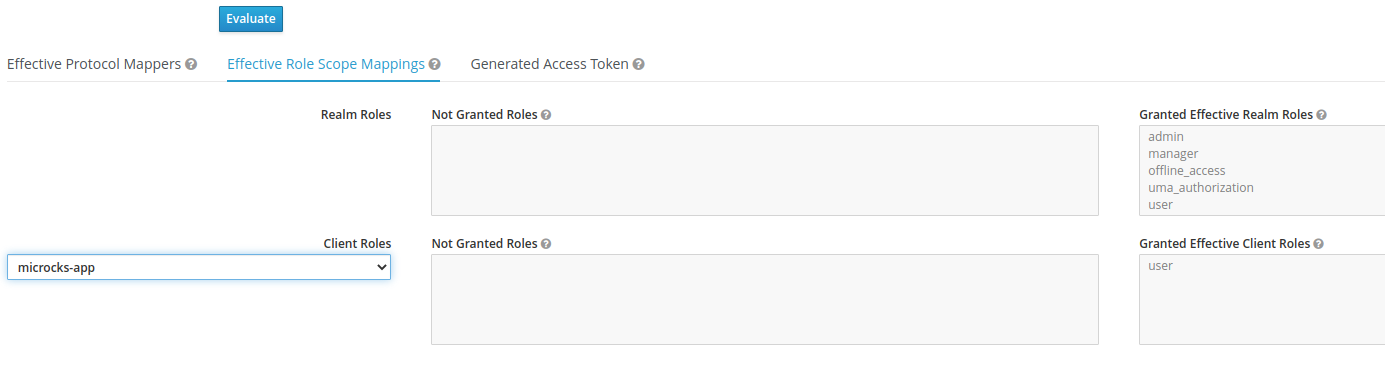 Evaluate
Effective Protocol Mappers Effective Role Scope Mappings Generated Access Token
Realm Roles Not Granted Roles Granted Effective Realm Roles
admin
manager
offline_access
uma_authorization
user
Client Roles Not Granted Roles Granted Effective Client Roles
microcks-app user